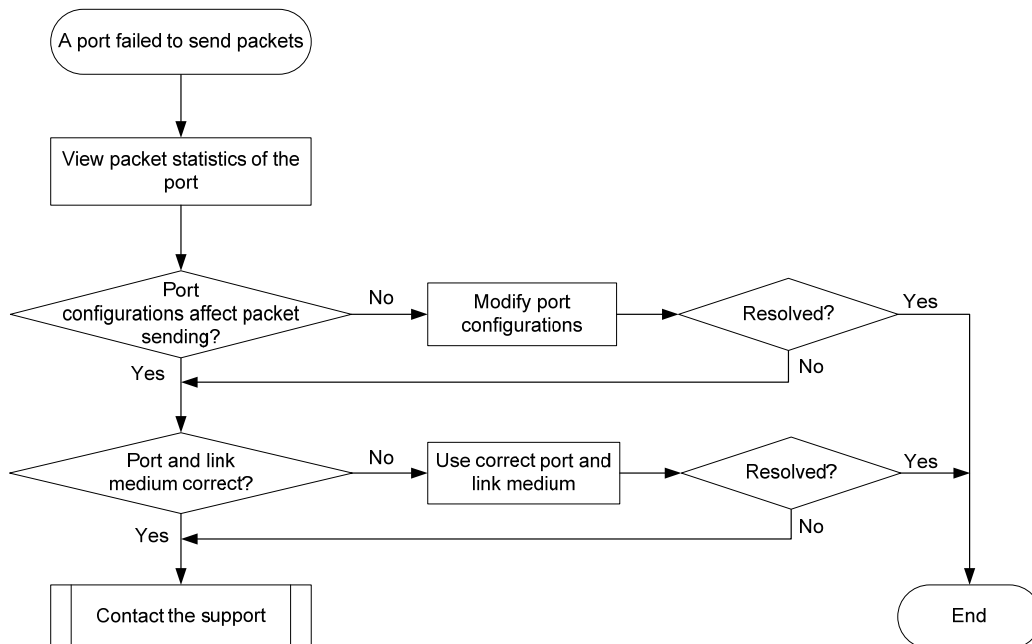 A port failed to send packets
View packet statistics of the
port
Port
configurations affect packet
sending?
No
Modify port
configurations
Resolved?
Yes
No
Yes
Port and link
medium correct?
No
Use correct port and
link medium
Resolved?
Yes
No
Yes
Contact the support
End